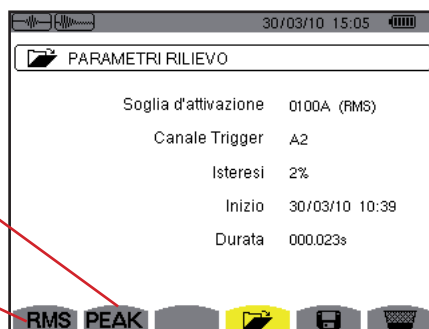 30/03/10 15:05
PARAMETRI RILIEVO
Soglia d'attivazione 0100A (RMS)
Canale Trigger A2
Isteresi 2%
Inizio 30/03/10 10:39
Durata 000.023s
RMS PEAK